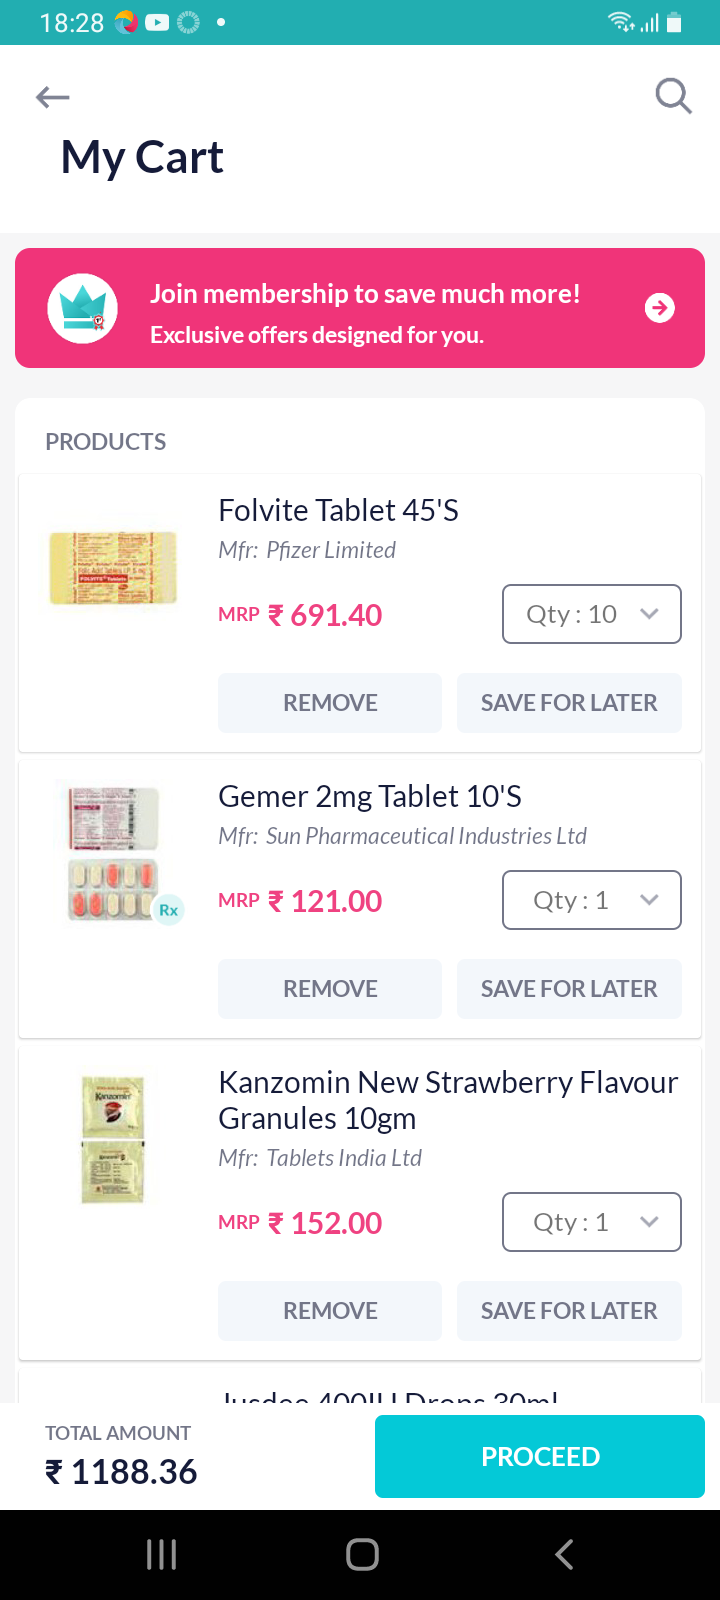 18:28
My Cart
Join membership to save much more!
Exclusive offers designed for you.
PRODUCTS
Folvite Tablet 45'S
Mfr: Pfizer Limited
MRP ₹ 691.40
Qty : 10
REMOVE
SAVE FOR LATER
Gemer 2mg Tablet 10'S
Mfr: Sun Pharmaceutical Industries Ltd
MRP ₹ 121.00
Qty : 1
Rx
REMOVE
SAVE FOR LATER
Kanzomin New Strawberry Flavour
Granules 10gm
Mfr: Tablets India Ltd
MRP ₹ 152.00
Qty : 1
REMOVE
SAVE FOR LATER
400IU Drops 30ml
TOTAL AMOUNT
₹ 1188.36
PROCEED